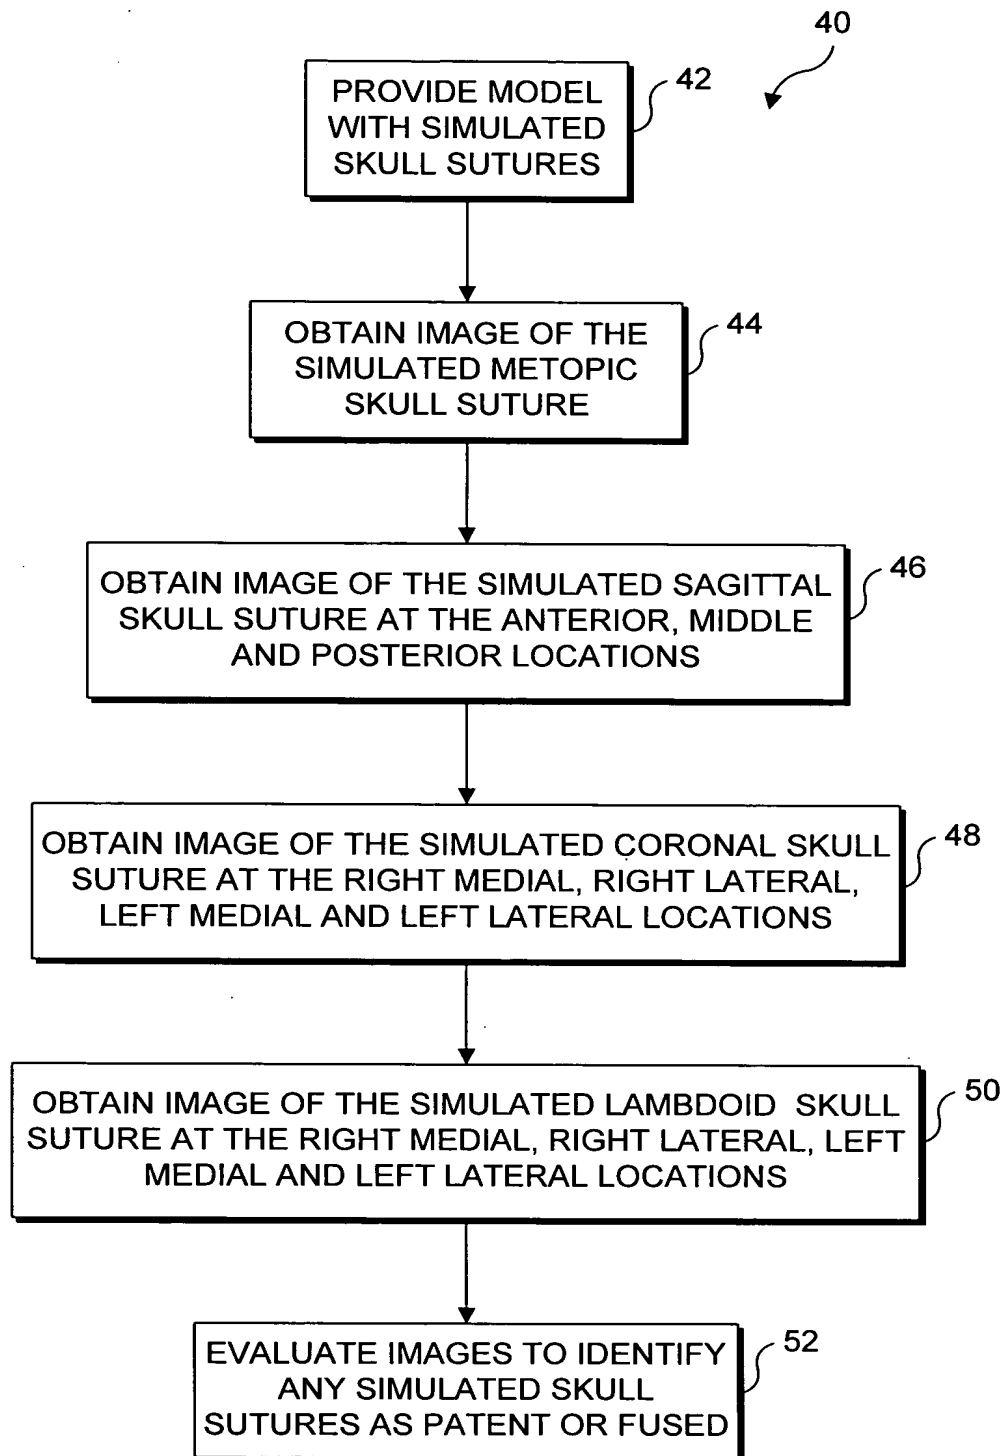 40
PROVIDE MODEL
WITH SIMULATED
SKULL SUTURES
42
OBTAIN IMAGE OF THE
SIMULATED METOPIC
SKULL SUTURE
44
OBTAIN IMAGE OF THE SIMULATED SAGITTAL
SKULL SUTURE AT THE ANTERIOR, MIDDLE
AND POSTERIOR LOCATIONS
46
OBTAIN IMAGE OF THE SIMULATED CORONAL SKULL
SUTURE AT THE RIGHT MEDIAL, RIGHT LATERAL,
LEFT MEDIAL AND LEFT LATERAL LOCATIONS
48
OBTAIN IMAGE OF THE SIMULATED LAMBDOID SKULL
SUTURE AT THE RIGHT MEDIAL, RIGHT LATERAL, LEFT
MEDIAL AND LEFT LATERAL LOCATIONS
50
EVALUATE IMAGES TO IDENTIFY
ANY SIMULATED SKULL
SUTURES AS PATENT OR FUSED
52